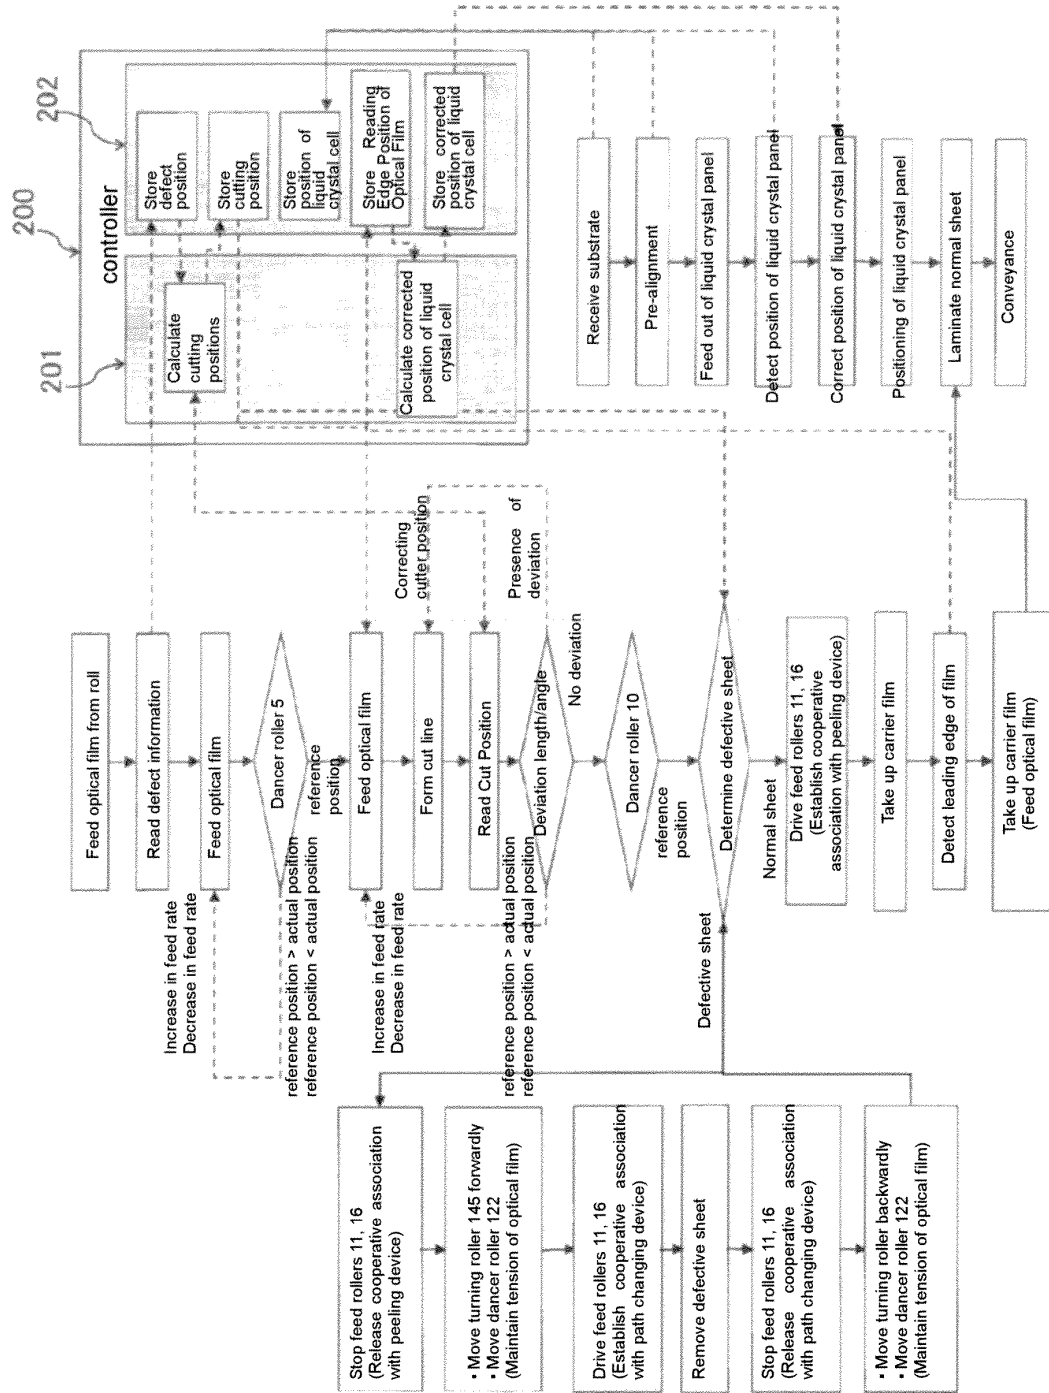 200
201
202
controller
Calculate
cutting
positions
Calculate corrected
position of liquid
crystal cell
Store
defect
position
Store
cutting
position
Store
position of
liquid
crystal cell
Store Reading
Edge Position of
Optical Film
Store corrected
position of liquid
crystal cell
Feed optical film from roll
Read defect information
Feed optical film
Increase in feed rate
Decrease in feed rate
Dancer roller 5
reference
position
reference position > actual position
reference position < actual position
Feed optical film
Increase in feed rate
Decrease in feed rate
Form cut line
Correcting
cutter position
Read Cut Position
Presence of
deviation
Deviation length/angle
No deviation
reference position > actual position
reference position < actual position
Dancer roller 10
reference
position
Determine defective sheet
Defective sheet
Normal sheet
Drive feed rollers 11, 16
(Establish cooperative
association with peeling device)
Take up carrier film
Detect leading edge of film
Take up carrier film
(Feed optical film)
Receive substrate
Pre-alignment
Feed out of liquid crystal panel
Detect position of liquid crystal panel
Correct position of liquid crystal panel
Positioning of liquid crystal panel
Laminate normal sheet
Conveyance
Stop feed rollers 11, 16
(Release cooperative association
with peeling device)
• Move turning roller 145 forwardly
• Move dancer roller 122
(Maintain tension of optical film)
Drive feed rollers 11, 16
(Establish cooperative association
with path changing device)
Remove defective sheet
Stop feed rollers 11, 16
(Release cooperative association
with path changing device)
• Move turning roller backwardly
• Move dancer roller 122
(Maintain tension of optical film)